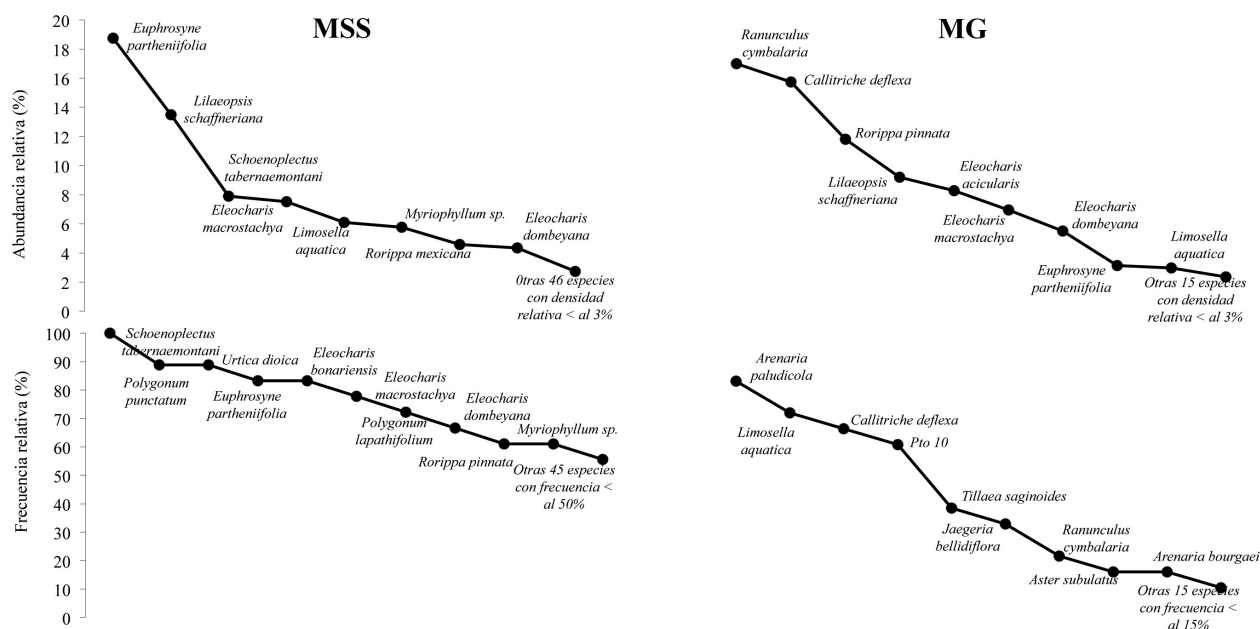 MSS
Abundancia relativa (%)
20
18
16
14
12
10
8
6
4
2
0
Euphrosyne
partheniifolia
Lilaeopsis
schaffneriana
Schoenoplectus
tabernaemontani
Eleocharis
macrostachya
Limosella
aquatica
Myriophyllum sp.
Rorippa mexicana
Eleocharis
dombeyana
0tras 46 especies
con densidad
relativa < al 3%
MG
Ranunculus
cymbalaria
Callitriche deflexa
Rorippa pinnata
Lilaeopsis
schaffneriana
Eleocharis
acicularis
Eleocharis
macrostachya
Eleocharis
dombeyana
Euphrosyne
partheniifolia
Limosella
aquatica
Otras 15 especies
con densidad
relativa < al 3%
Frecuencia relativa (%)
100
90
80
70
60
50
40
30
20
10
0
Schoenoplectus
tabernaemontani
Polygonum
punctatum
Urtica dioica
Euphrosyne
partheniifolia
Eleocharis
bonariensis
Eleocharis
macrostachya
Polygonum
lapathifolium
Eleocharis
dombeyana
Rorippa pinnata
Myriophyllum sp.
Otras 45 especies
con frecuencia <
al 50%
Arenaria
paludicola
Limosella
aquatica
Callitriche deflexa
Pto 10
Tillaea saginoides
Jaegeria
bellidiflora
Ranunculus
cymbalaria
Aster subulatus
Arenaria bourgaei
Otras 15 especies
con frecuencia <
al 15%